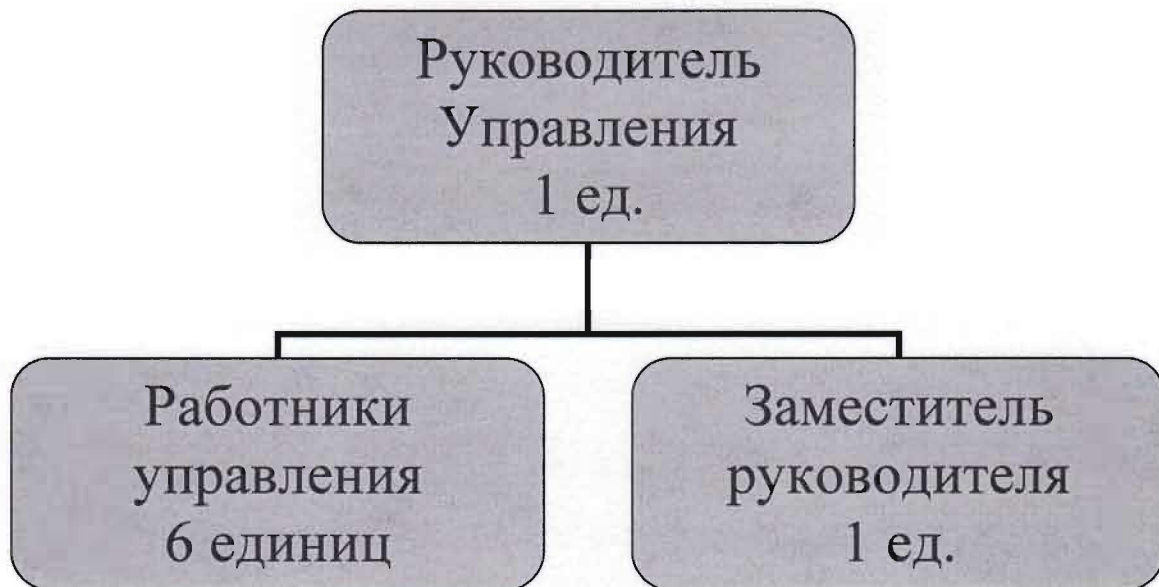 Руководитель
Управления
1 ед.
Работники
управления
6 единиц
Заместитель
руководителя
1 ед.